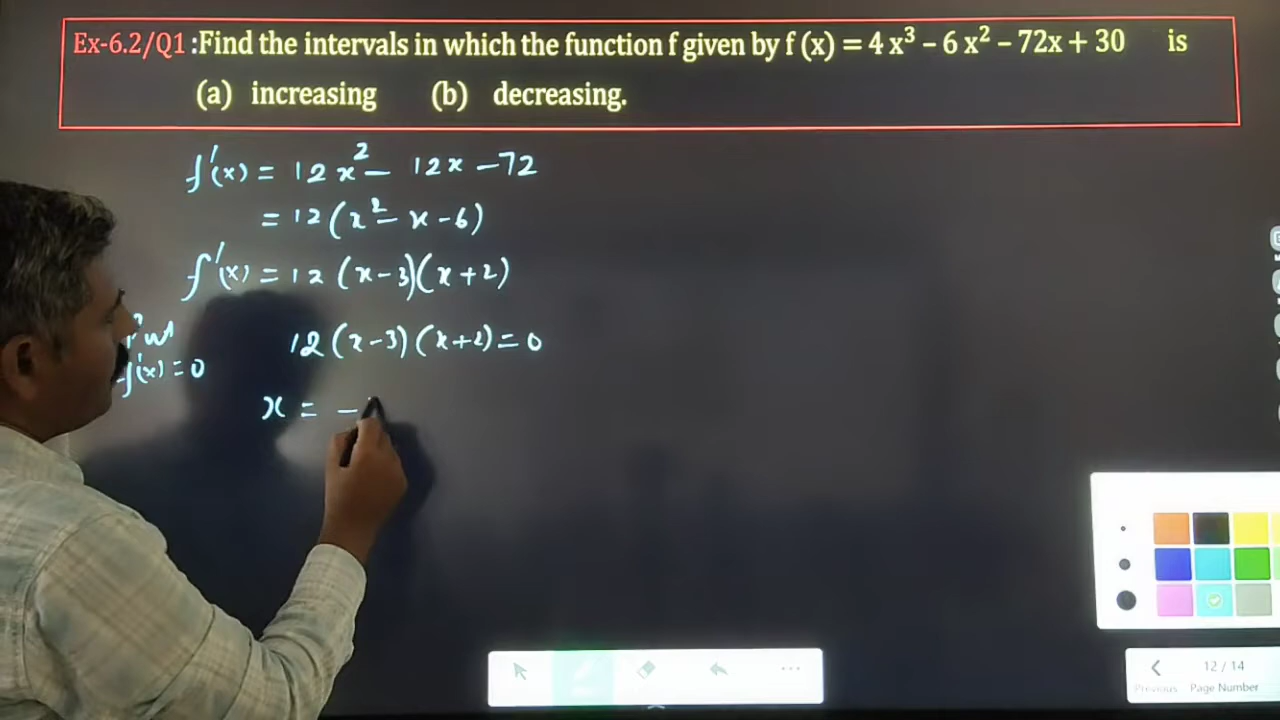 Ex-6.2/Q1 :Find the intervals in which the function f given by f (x) = 4 x³ – 6 x² – 72x + 30 is
(a) increasing (b) decreasing.
f'(x) = 12x² – 12x – 72
= 12(x² – x – 6)
f'(x) = 12 (x–3)(x+2)
12(x–3)(x+2) = 0
f'(x) = 0
x = –
12 / 14
Previous Page Number